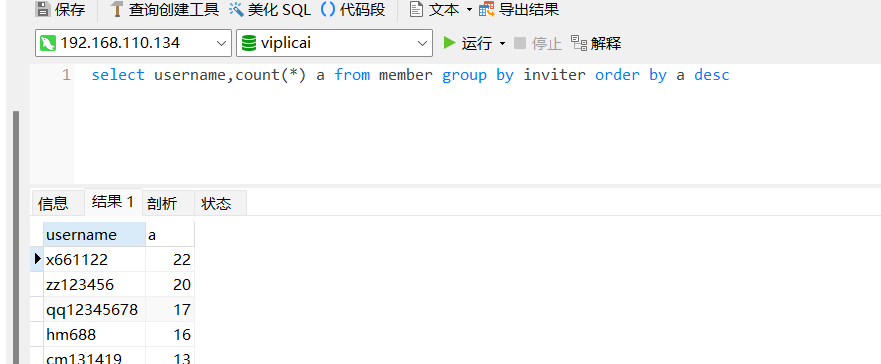 保存 查询创建工具 美化 SQL () 代码段 文本 导出结果
192.168.110.134 viplicai 运行 停止 解释
1 select username,count(*) a from member group by inviter order by a desc
信息 结果 1 剖析 状态
username a
x661122 22
zz123456 20
qq12345678 17
hm688 16
cm131419 13